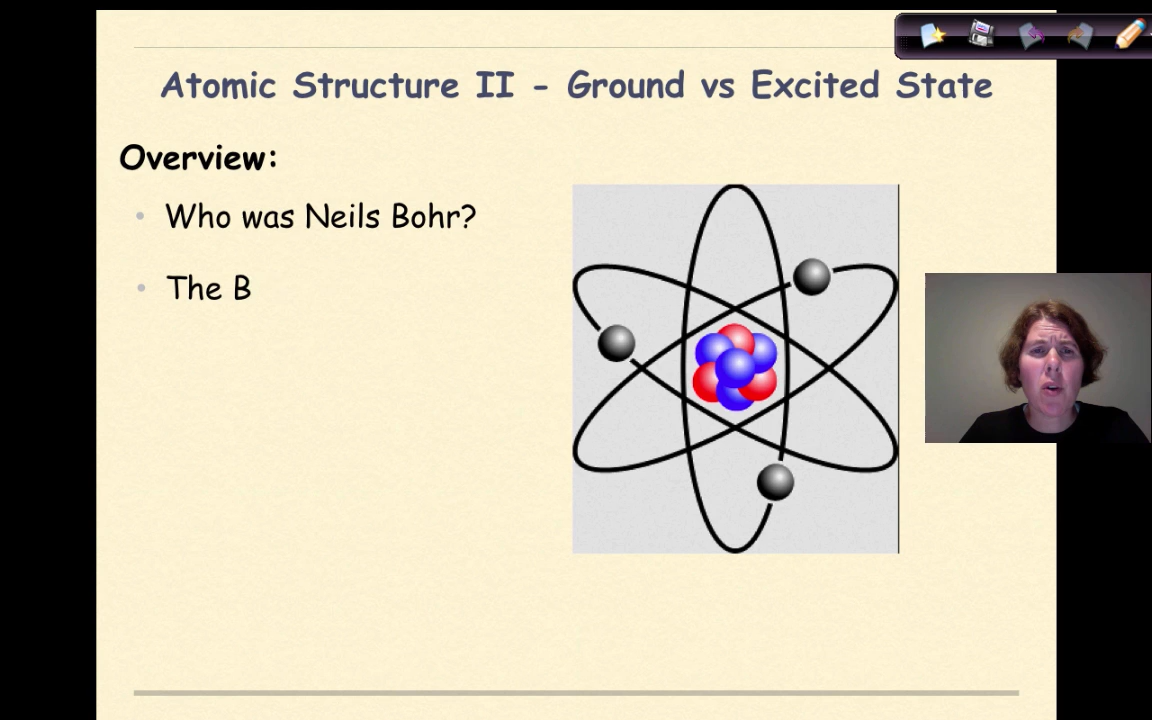 Atomic Structure II - Ground vs Excited State
Overview:
• Who was Neils Bohr?
• The B